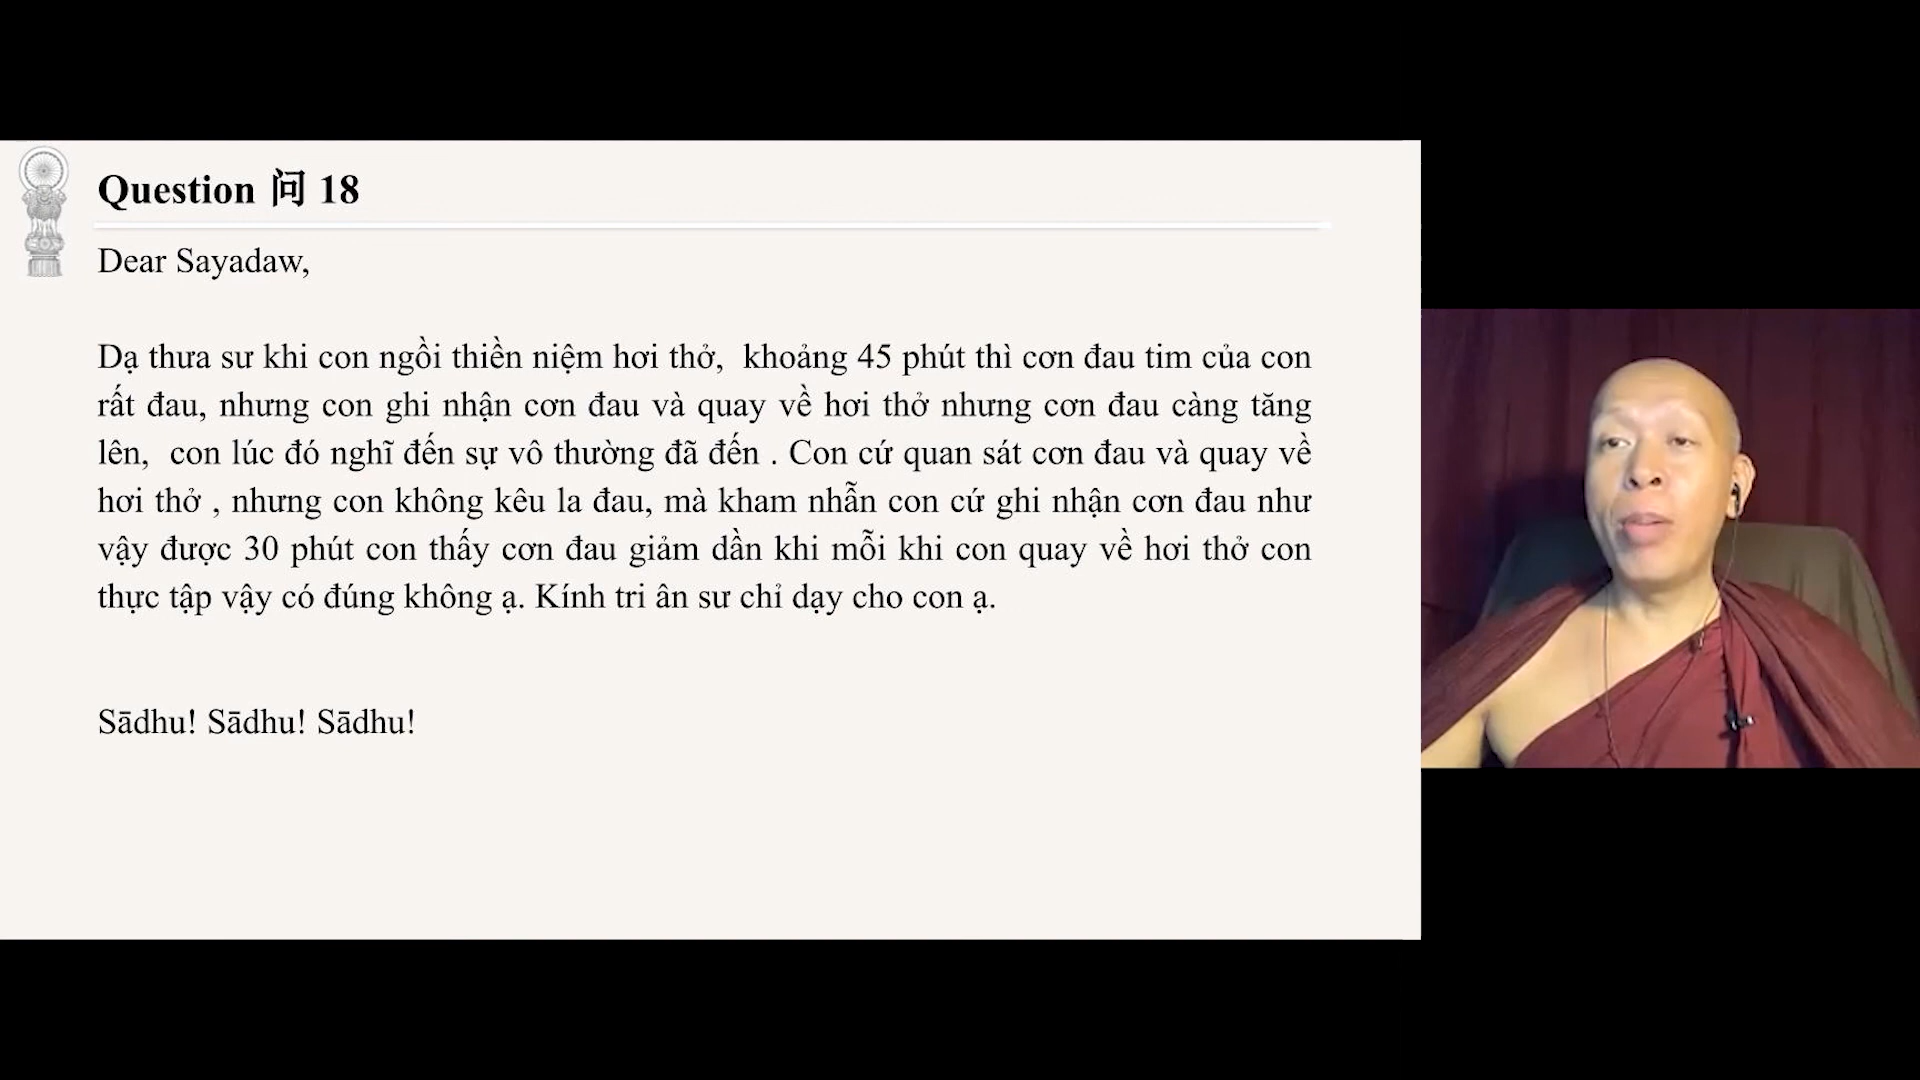 Question 问 18
Dear Sayadaw,
Dạ thưa sư khi con ngồi thiền niệm hơi thở, khoảng 45 phút thì cơn đau tim của con
rất đau, nhưng con ghi nhận cơn đau và quay về hơi thở nhưng cơn đau càng tăng
lên, con lúc đó nghĩ đến sự vô thường đã đến . Con cứ quan sát cơn đau và quay về
hơi thở , nhưng con không kêu la đau, mà kham nhẫn con cứ ghi nhận cơn đau như
vậy được 30 phút con thấy cơn đau giảm dần khi mỗi khi con quay về hơi thở con
thực tập vậy có đúng không ạ. Kính tri ân sư chỉ dạy cho con ạ.
Sādhu! Sādhu! Sādhu!